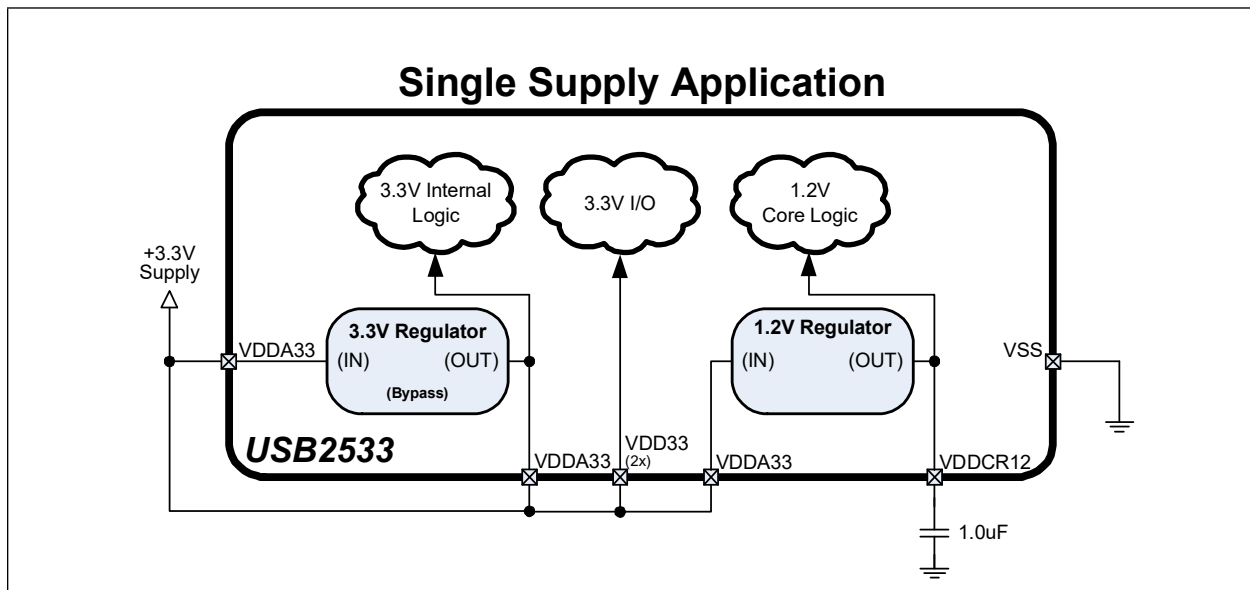 Single Supply Application
3.3V Internal
Logic
3.3V I/O
1.2V
Core Logic
+3.3V
Supply
VDDA33
3.3V Regulator
(IN)
(OUT)
(Bypass)
1.2V Regulator
(IN)
(OUT)
VSS
USB2533
VDDA33
VDD33
(2x)
VDDA33
VDDCR12
1.0uF